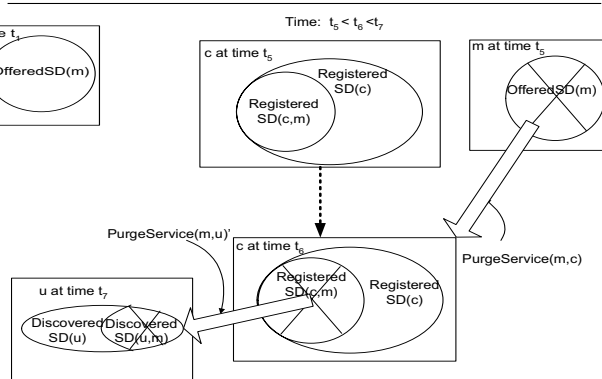 Time: t5 < t6 <t7
e t1
OfferedSD(m)
c at time t5
Registered
SD(c)
Registered
SD(c,m)
m at time t5
OfferedSD(m)
PurgeService(m,u)'
PurgeService(m,c)
c at time t6
Registered
SD(c,m)
Registered
SD(c)
u at time t7
Discovered
SD(u)
Discovered
SD(u,m)